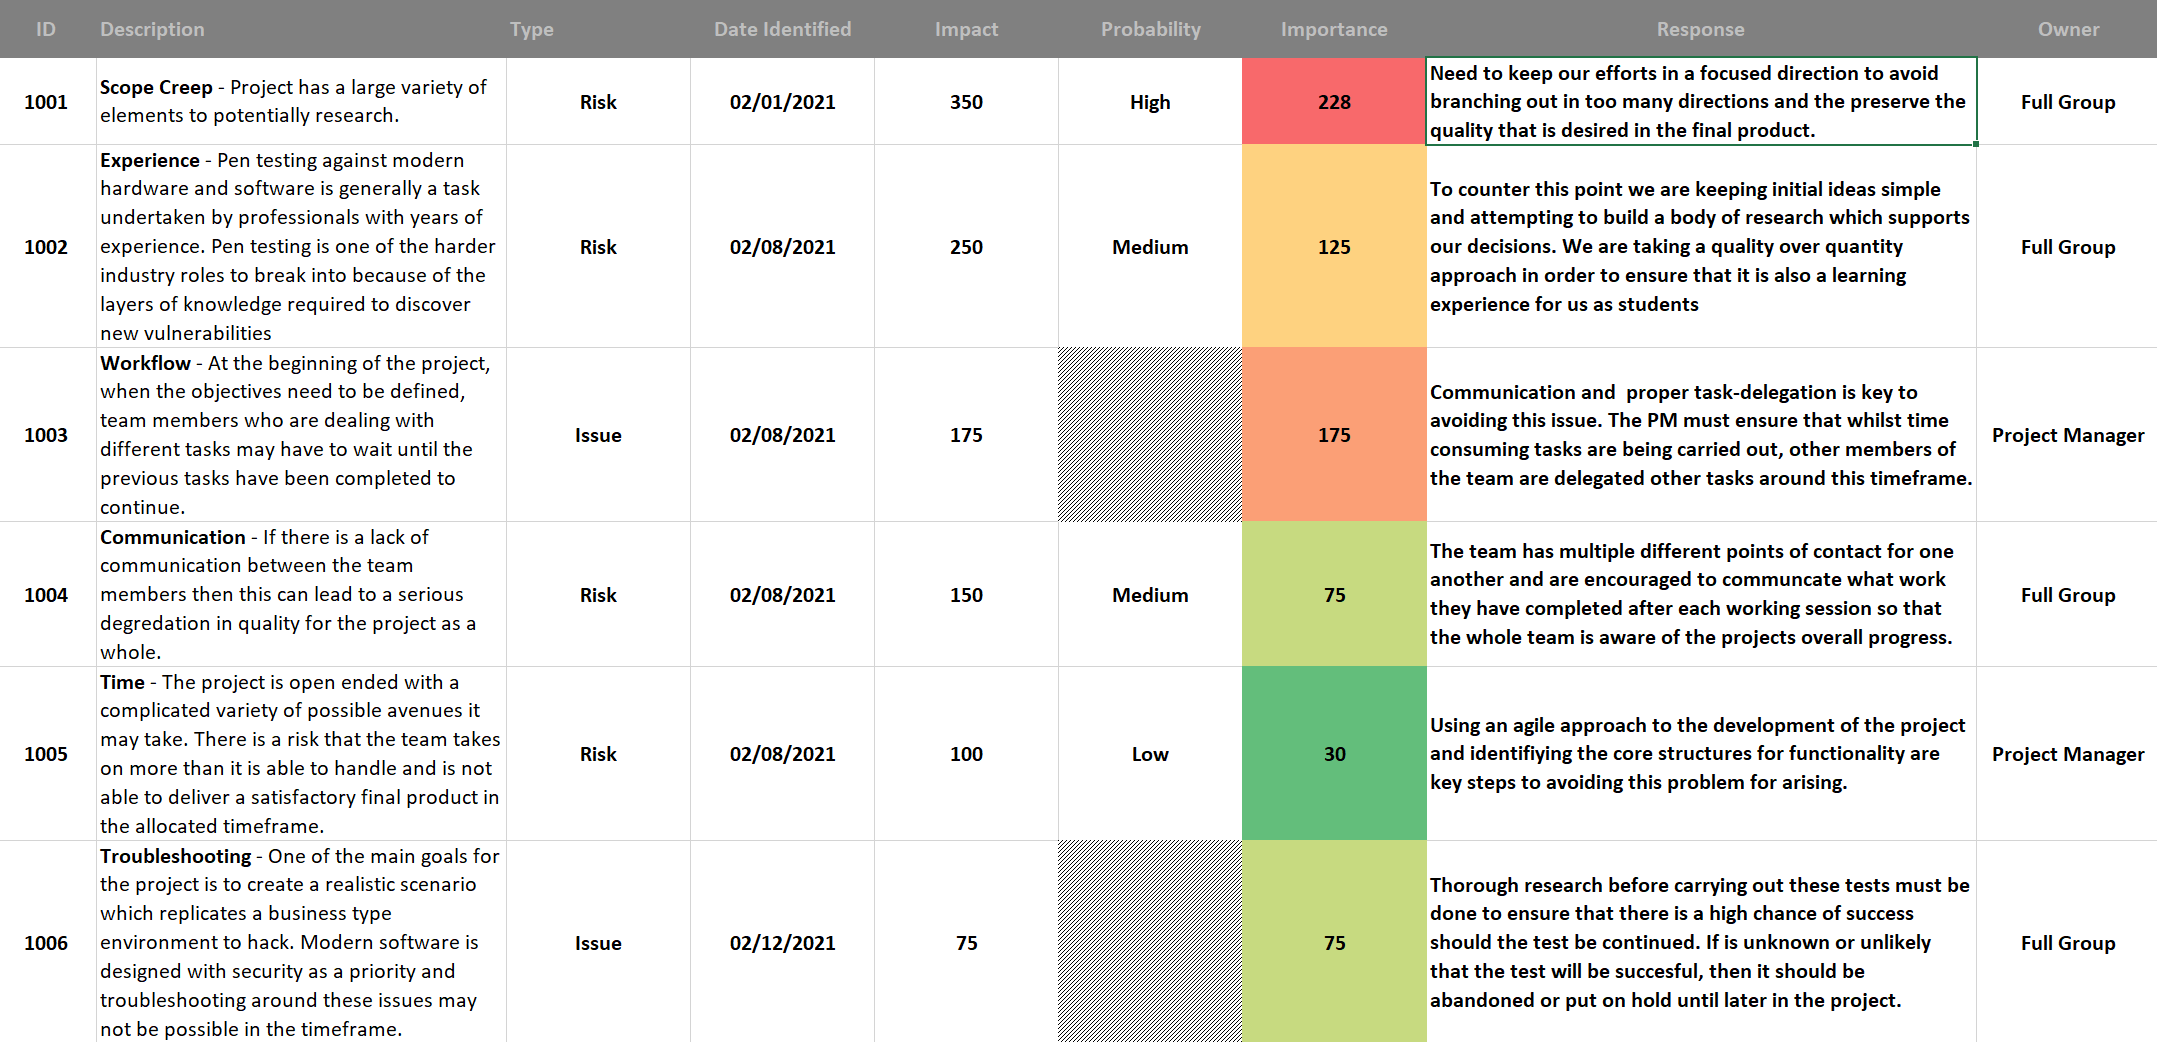 ID Description Type Date Identified Impact Probability Importance Response Owner
1001
Scope Creep - Project has a large variety of
elements to potentially research.
Risk
02/01/2021
350
High
228
Need to keep our efforts in a focused direction to avoid
branching out in too many directions and the preserve the
quality that is desired in the final product.
Full Group
1002
Experience - Pen testing against modern
hardware and software is generally a task
undertaken by professionals with years of
experience. Pen testing is one of the harder
industry roles to break into because of the
layers of knowledge required to discover
new vulnerabilities
Risk
02/08/2021
250
Medium
125
To counter this point we are keeping initial ideas simple
and attempting to build a body of research which supports
our decisions. We are taking a quality over quantity
approach in order to ensure that it is also a learning
experience for us as students
Full Group
1003
Workflow - At the beginning of the project,
when the objectives need to be defined,
team members who are dealing with
different tasks may have to wait until the
previous tasks have been completed to
continue.
Issue
02/08/2021
175
175
Communication and  proper task-delegation is key to
avoiding this issue. The PM must ensure that whilst time
consuming tasks are being carried out, other members of
the team are delegated other tasks around this timeframe.
Project Manager
1004
Communication - If there is a lack of
communication between the team
members then this can lead to a serious
degredation in quality for the project as a
whole.
Risk
02/08/2021
150
Medium
75
The team has multiple different points of contact for one
another and are encouraged to communcate what work
they have completed after each working session so that
the whole team is aware of the projects overall progress.
Full Group
1005
Time - The project is open ended with a
complicated variety of possible avenues it
may take. There is a risk that the team takes
on more than it is able to handle and is not
able to deliver a satisfactory final product in
the allocated timeframe.
Risk
02/08/2021
100
Low
30
Using an agile approach to the development of the project
and identifiying the core structures for functionality are
key steps to avoiding this problem for arising.
Project Manager
1006
Troubleshooting - One of the main goals for
the project is to create a realistic scenario
which replicates a business type
environment to hack. Modern software is
designed with security as a priority and
troubleshooting around these issues may
not be possible in the timeframe.
Issue
02/12/2021
75
75
Thorough research before carrying out these tests must be
done to ensure that there is a high chance of success
should the test be continued. If is unknown or unlikely
that the test will be succesful, then it should be
abandoned or put on hold until later in the project.
Full Group